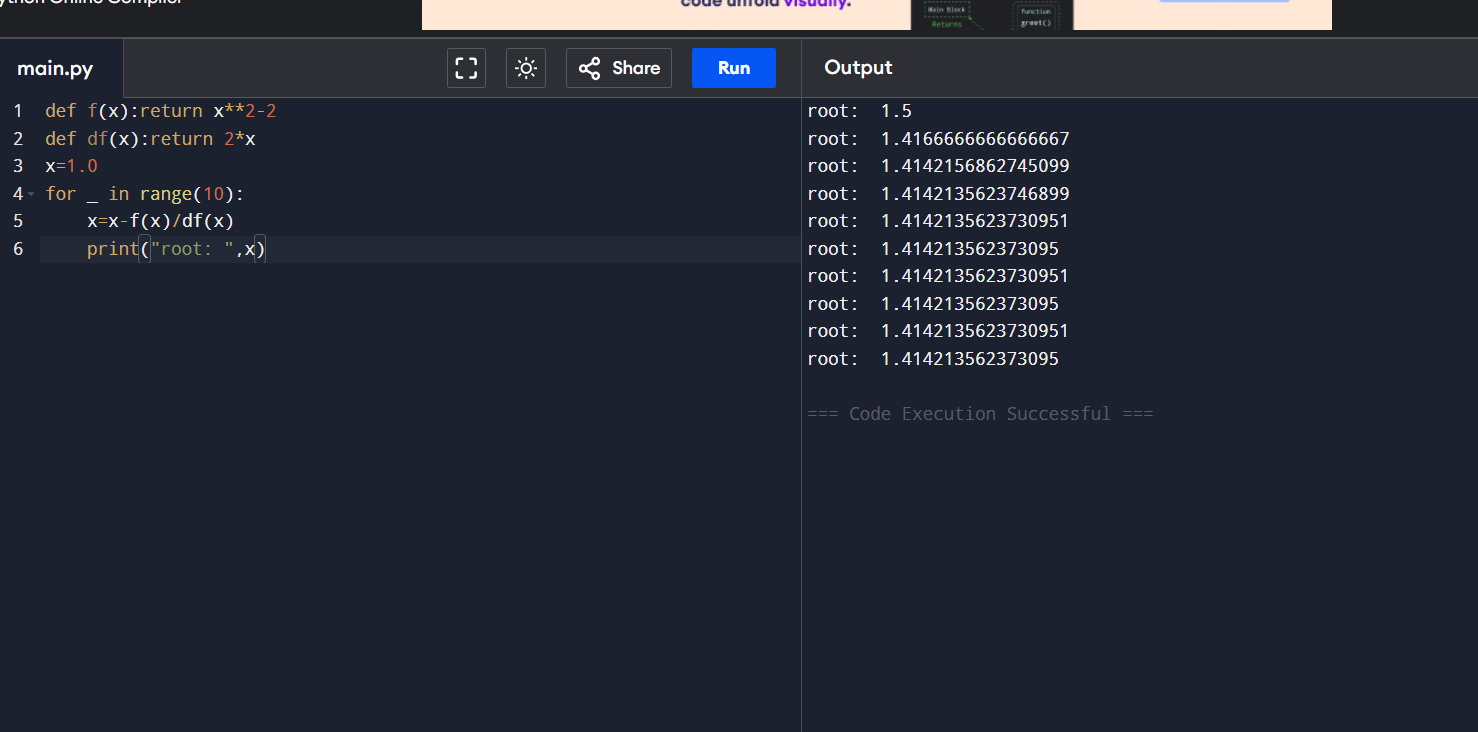 ython Online Compiler
code unfold visually.
Main Block
Returns
function
greet()
main.py
Share
Run
Output
1 def f(x):return x**2-2
2 def df(x):return 2*x
3 x=1.0
4 for _ in range(10):
5     x=x-f(x)/df(x)
6     print("root: ",x)
root:  1.5
root:  1.4166666666666667
root:  1.4142156862745099
root:  1.4142135623746899
root:  1.4142135623730951
root:  1.414213562373095
root:  1.4142135623730951
root:  1.414213562373095
root:  1.4142135623730951
root:  1.414213562373095
=== Code Execution Successful ===